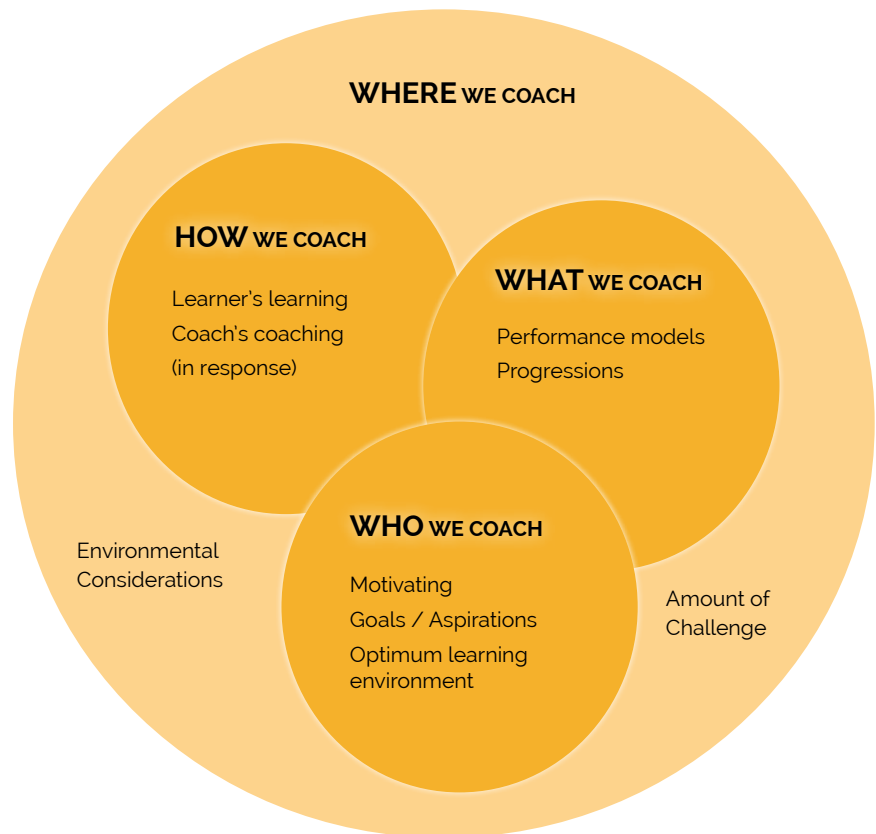 WHERE WE COACH
HOW WE COACH
Learner's learning
Coach's coaching
(in response)
WHAT WE COACH
Performance models
Progressions
WHO WE COACH
Motivating
Goals / Aspirations
Optimum learning
environment
Environmental
Considerations
Amount of
Challenge